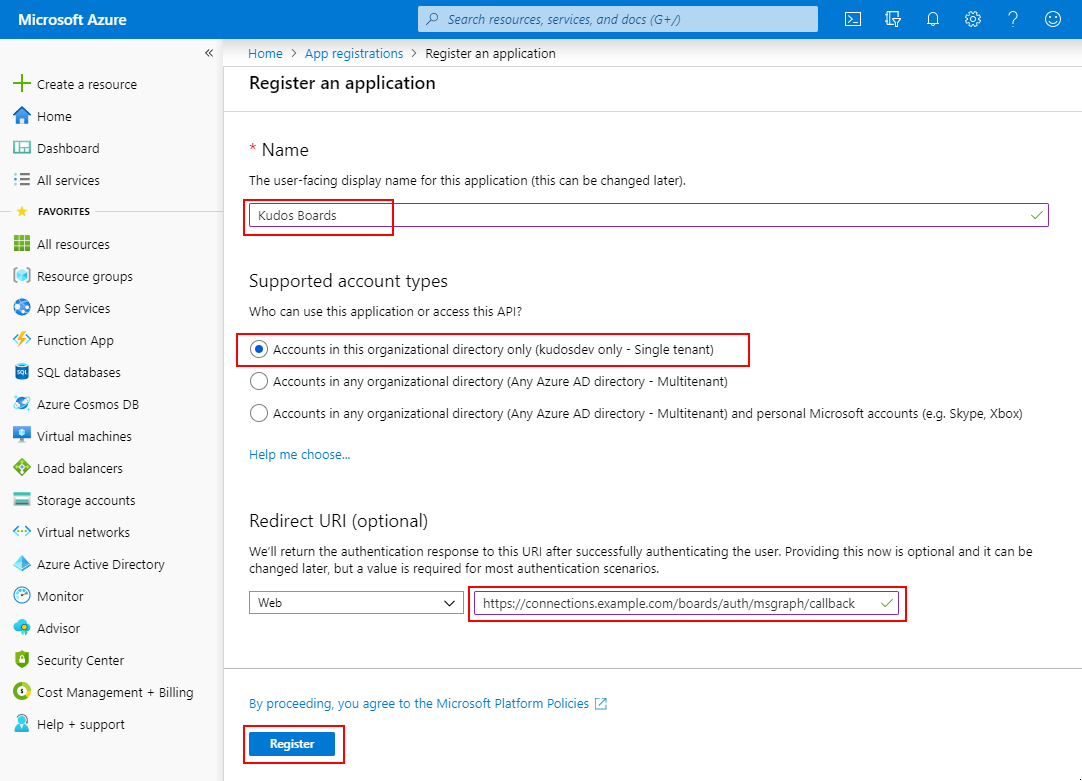 Microsoft Azure
Search resources, services, and docs (G+/)
Home > App registrations > Register an application
Register an application
Create a resource
Home
Dashboard
All services
FAVORITES
All resources
Resource groups
App Services
Function App
SQL databases
Azure Cosmos DB
Virtual machines
Load balancers
Storage accounts
Virtual networks
Azure Active Directory
Monitor
Advisor
Security Center
Cost Management + Billing
Help + support
* Name
The user-facing display name for this application (this can be changed later).
Kudos Boards
Supported account types
Who can use this application or access this API?
Accounts in this organizational directory only (kudosdev only - Single tenant)
Accounts in any organizational directory (Any Azure AD directory - Multitenant)
Accounts in any organizational directory (Any Azure AD directory - Multitenant) and personal Microsoft accounts (e.g. Skype, Xbox)
Help me choose...
Redirect URI (optional)
We'll return the authentication response to this URI after successfully authenticating the user. Providing this now is optional and it can be
changed later, but a value is required for most authentication scenarios.
Web
https://connections.example.com/boards/auth/msgraph/callback
By proceeding, you agree to the Microsoft Platform Policies
Register